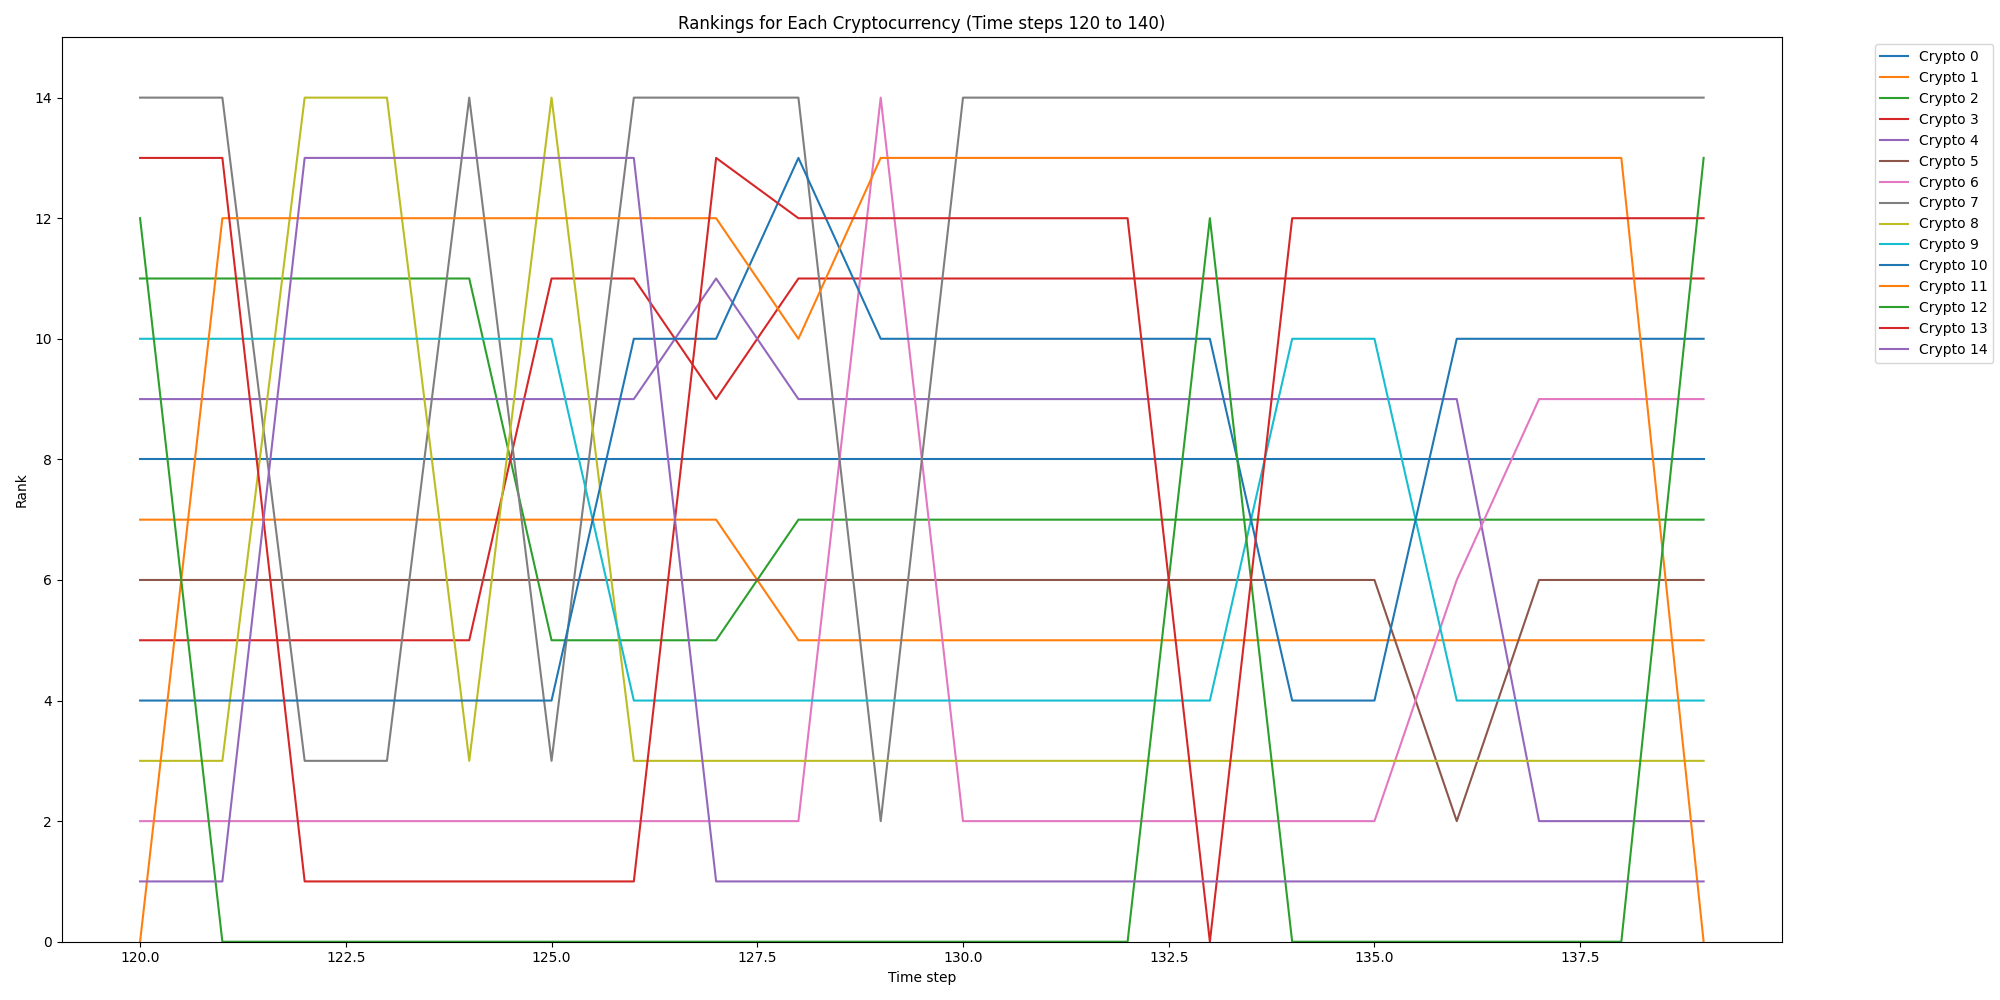 Rankings for Each Cryptocurrency (Time steps 120 to 140)
Rank
14
12
10
8
6
4
2
0
120.0 122.5 125.0 127.5 130.0 132.5 135.0 137.5
Time step
Crypto 0
Crypto 1
Crypto 2
Crypto 3
Crypto 4
Crypto 5
Crypto 6
Crypto 7
Crypto 8
Crypto 9
Crypto 10
Crypto 11
Crypto 12
Crypto 13
Crypto 14